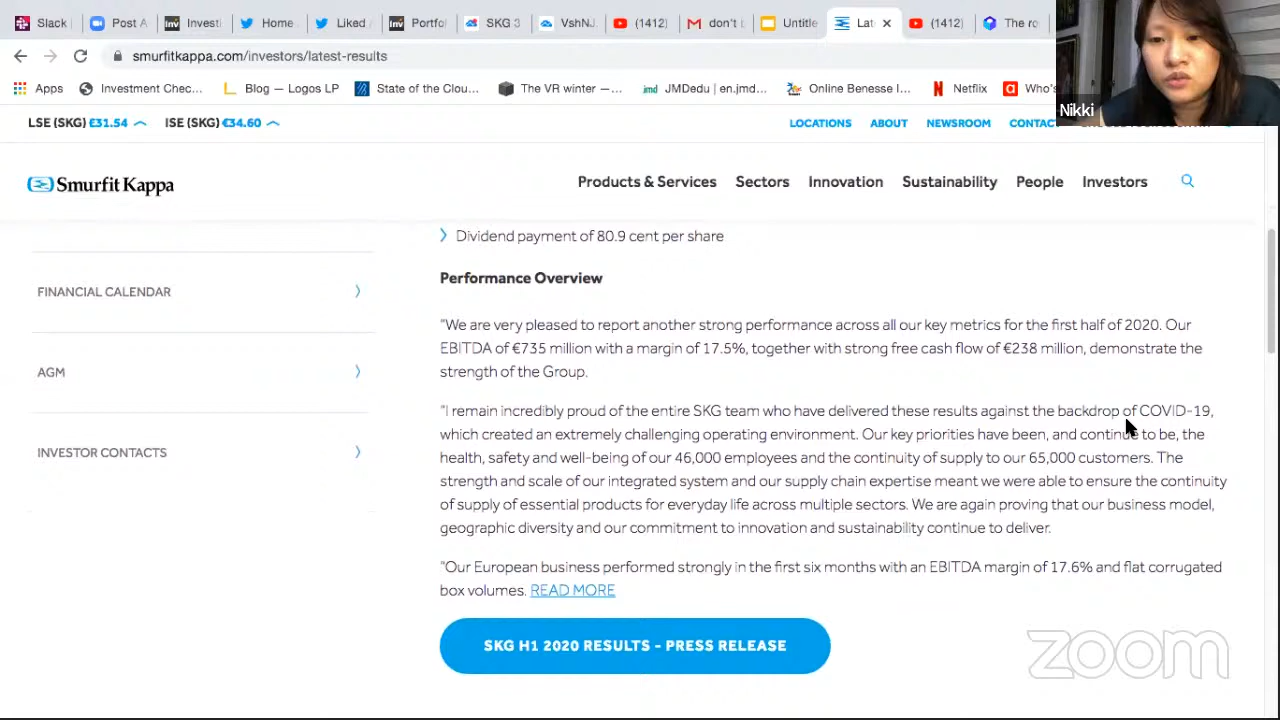 Slack Post A Investi Home Liked Portfo SKG 3 VshNJ. (1412) don't Untitle Lat (1412) The ro
smurfitkappa.com/investors/latest-results
Apps Investment Chec... Blog — Logos LP State of the Clou... The VR winter —... jmd JMDedu | en.jmd... Online Benesse I... Netflix Who's
Nikki
LSE (SKG) €31.54 ISE (SKG) €34.60 LOCATIONS ABOUT NEWSROOM CONTAC
Smurfit Kappa Products & Services Sectors Innovation Sustainability People Investors
Dividend payment of 80.9 cent per share
Performance Overview
FINANCIAL CALENDAR
"We are very pleased to report another strong performance across all our key metrics for the first half of 2020. Our
EBITDA of €735 million with a margin of 17.5%, together with strong free cash flow of €238 million, demonstrate the
strength of the Group.
AGM
"I remain incredibly proud of the entire SKG team who have delivered these results against the backdrop of COVID-19,
which created an extremely challenging operating environment. Our key priorities have been, and continue to be, the
health, safety and well-being of our 46,000 employees and the continuity of supply to our 65,000 customers. The
strength and scale of our integrated system and our supply chain expertise meant we were able to ensure the continuity
of supply of essential products for everyday life across multiple sectors. We are again proving that our business model,
geographic diversity and our commitment to innovation and sustainability continue to deliver.
INVESTOR CONTACTS
"Our European business performed strongly in the first six months with an EBITDA margin of 17.6% and flat corrugated
box volumes. READ MORE
SKG H1 2020 RESULTS - PRESS RELEASE
zoom